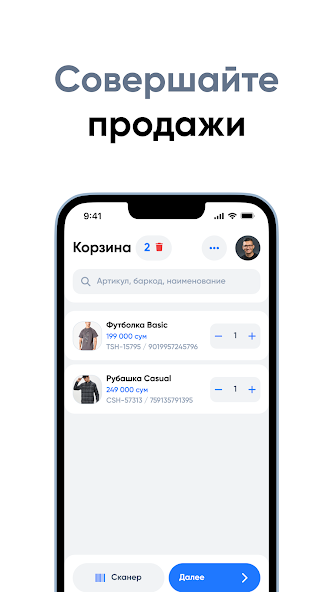 Совершайте
продажи
9:41
Корзина 2
Артикул, баркод, наименование
Футболка Basic
199 000 сум
TSH-15795 / 9019957245796
1
Рубашка Casual
249 000 сум
CSH-57313 / 759135791395
1
Сканер
Далее